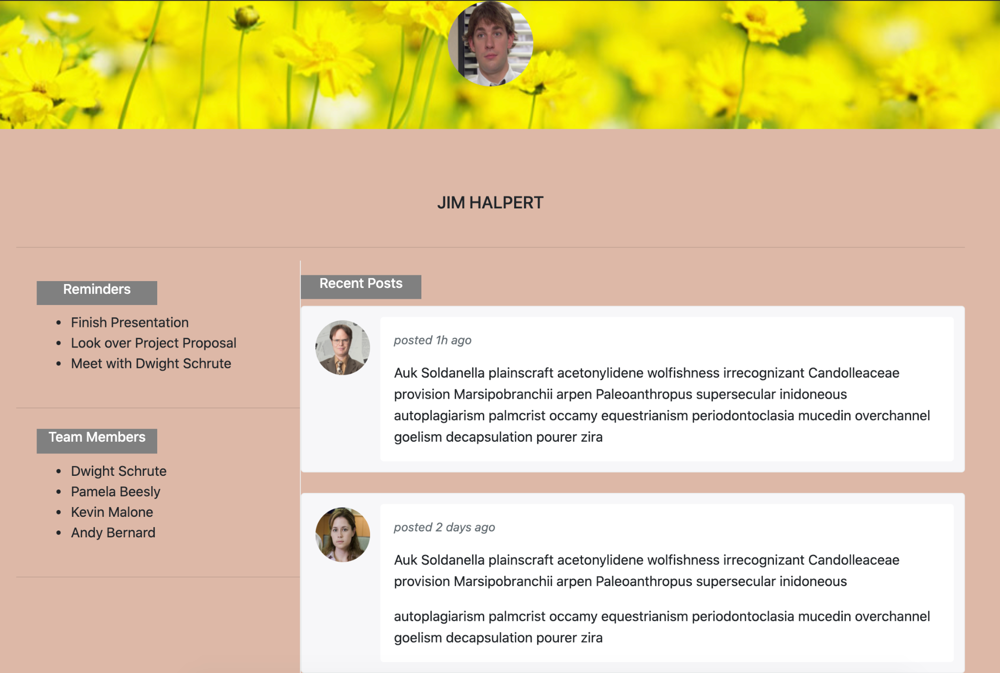 JIM HALPERT
Reminders
Finish Presentation
Look over Project Proposal
Meet with Dwight Schrute
Team Members
Dwight Schrute
Pamela Beesly
Kevin Malone
Andy Bernard
Recent Posts
posted 1h ago
Auk Soldanella plainscraft acetonylidene wolfishness irrecognizant Candolleaceae
provision Marsipobranchii arpen Paleoanthropus supersecular inidoneous
autoplagiarism palmcrist occamy equestrianism periodontoclasia mucedin overchannel
goelism decapsulation pourer zira
posted 2 days ago
Auk Soldanella plainscraft acetonylidene wolfishness irrecognizant Candolleaceae
provision Marsipobranchii arpen Paleoanthropus supersecular inidoneous
autoplagiarism palmcrist occamy equestrianism periodontoclasia mucedin overchannel
goelism decapsulation pourer zira